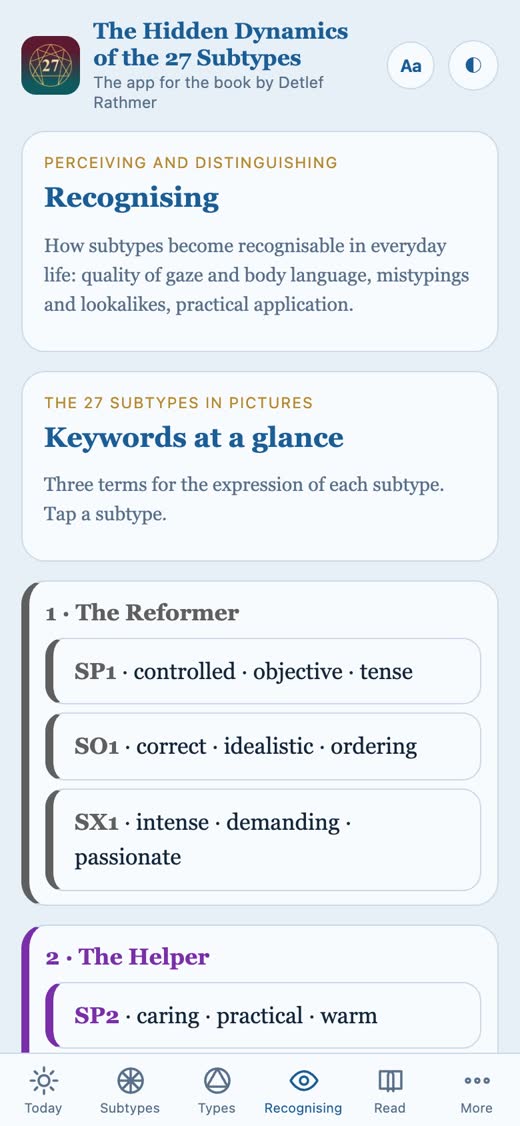 27
The Hidden Dynamics
of the 27 Subtypes
The app for the book by Detlef
Rathmer
Aa
PERCEIVING AND DISTINGUISHING
Recognising
How subtypes become recognisable in everyday
life: quality of gaze and body language, mistypings
and lookalikes, practical application.
THE 27 SUBTYPES IN PICTURES
Keywords at a glance
Three terms for the expression of each subtype.
Tap a subtype.
1 · The Reformer
SP1 · controlled · objective · tense
SO1 · correct · idealistic · ordering
SX1 · intense · demanding ·
passionate
2 · The Helper
SP2 · caring · practical · warm
Today
Subtypes
Types
Recognising
Read
More